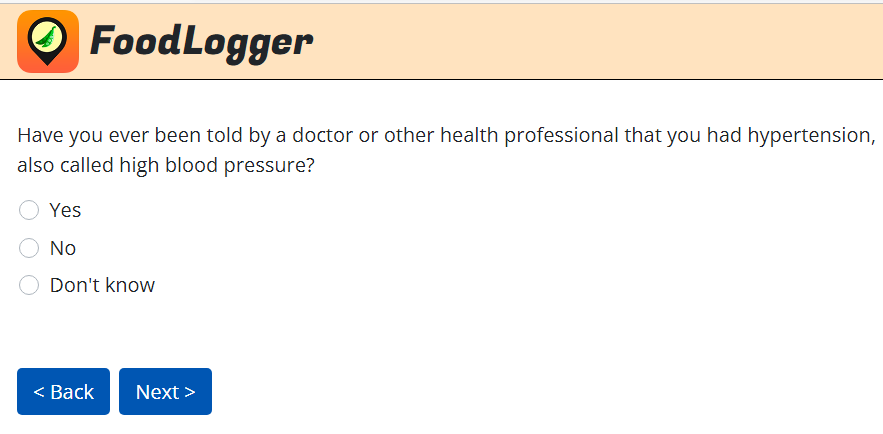 FoodLogger
Have you ever been told by a doctor or other health professional that you had hypertension,
also called high blood pressure?
Yes
No
Don't know
< Back
Next >